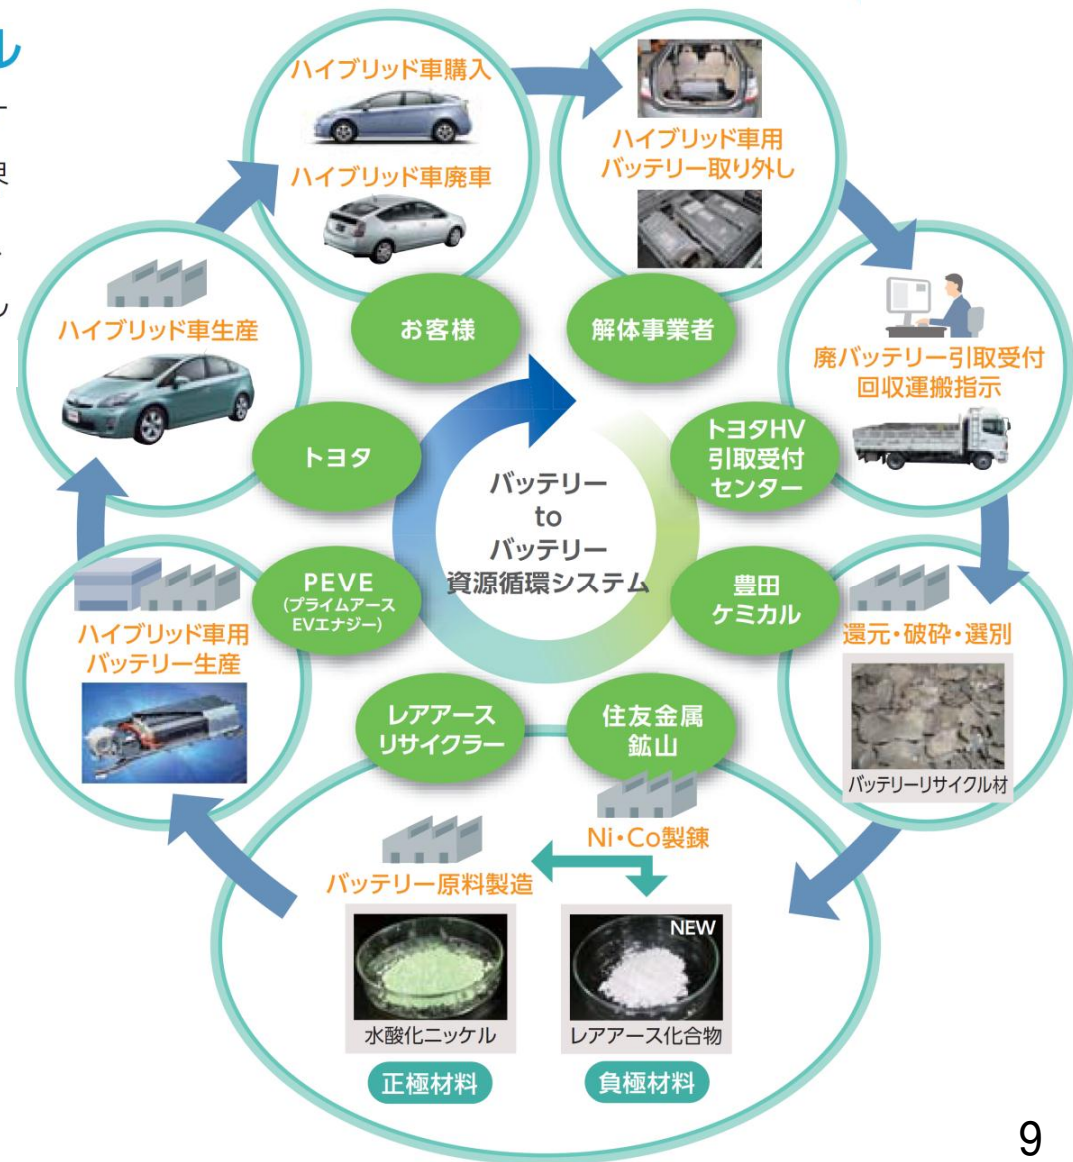 ル
ー
ハイブリッド車購入
ハイブリッド車廃車
お客様
ハイブリッド車用
バッテリー取り外し
解体事業者
廃バッテリー引取受付
回収運搬指示
トヨタHV
引取受付
センター
豊田
ケミカル
還元・破砕・選別
バッテリーリサイクル材
住友金属
鉱山
Ni・Co製錬
レアアース
リサイクラー
バッテリー原料製造
水酸化ニッケル
正極材料
NEW
レアアース化合物
負極材料
PEVE
(プライムアース
EVエナジー)
ハイブリッド車用
バッテリー生産
トヨタ
ハイブリッド車生産
バッテリー
to
バッテリー
資源循環システム
9